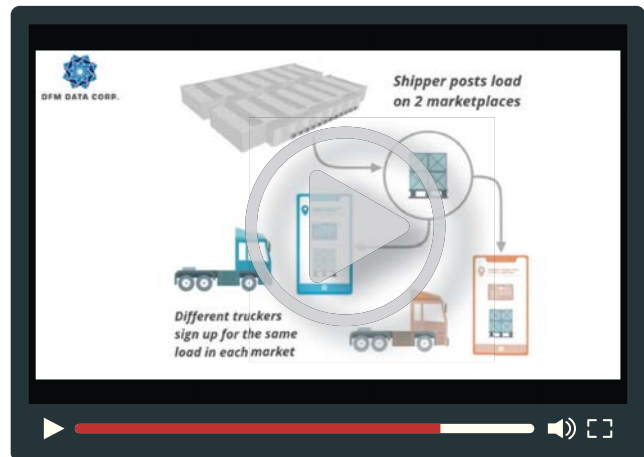 DFM DATA CORP.
Shipper posts load
on 2 marketplaces
Different truckers
sign up for the same
load in each market